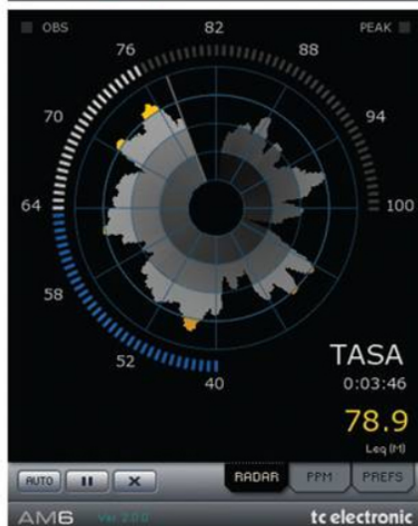 OBS
PEAK
82
76
88
70
94
64
100
58
52
40
TASA
0:03:46
78.9
Leq (M)
AUTO
RADAR
PPM
PREFS
AM6
Ver 2.0.0
tc electronic